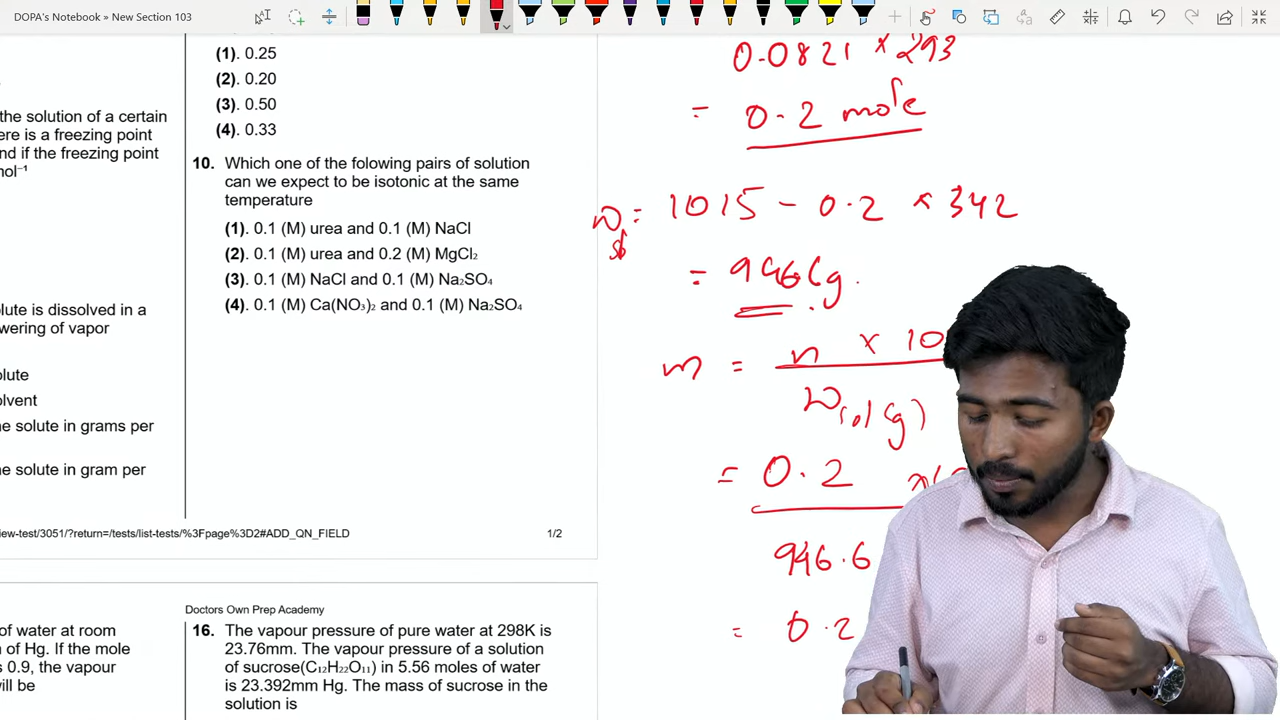 DOPA's Notebook » New Section 103
(1). 0.25
(2). 0.20
(3). 0.50
(4). 0.33
the solution of a certain
ere is a freezing point
nd if the freezing point
nol⁻¹
10. Which one of the folowing pairs of solution
can we expect to be isotonic at the same
temperature
(1). 0.1 (M) urea and 0.1 (M) NaCl
(2). 0.1 (M) urea and 0.2 (M) MgCl₂
(3). 0.1 (M) NaCl and 0.1 (M) Na₂SO₄
(4). 0.1 (M) Ca(NO₃)₂ and 0.1 (M) Na₂SO₄
olute is dissolved in a
wering of vapor
olute
olvent
he solute in grams per
he solute in gram per
iew-test/3051/?return=/tests/list-tests/%3Fpage%3D2#ADD_QN_FIELD
1/2
0.0821 × 293
= 0.2 mole
= 1015 - 0.2 × 342
= 946.6 g.
m = n × 10
= 0.2
946.6
= 0.2
Doctors Own Prep Academy
of water at room
n of Hg. If the mole
s 0.9, the vapour
vill be
16. The vapour pressure of pure water at 298K is
23.76mm. The vapour pressure of a solution
of sucrose(C₁₂H₂₂O₁₁) in 5.56 moles of water
is 23.392mm Hg. The mass of sucrose in the
solution is